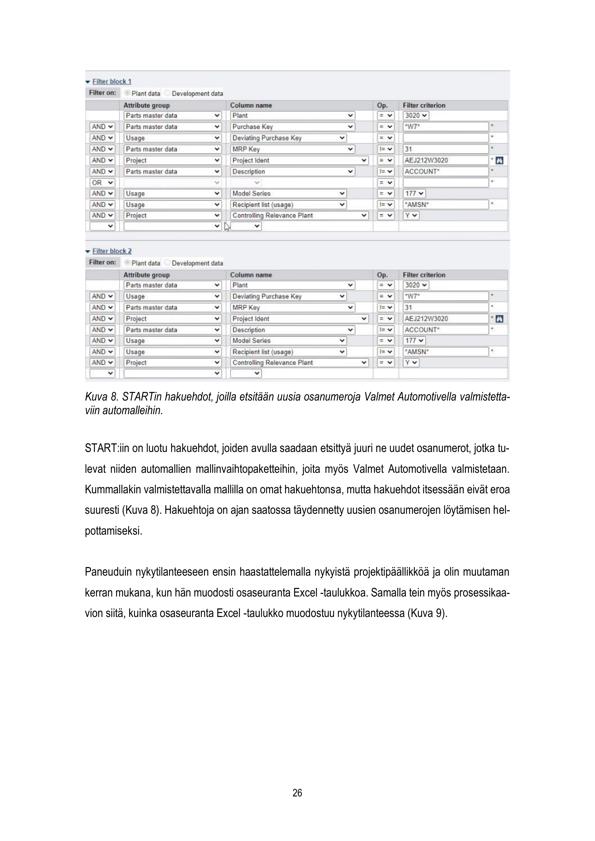 Filter block 1
Filter on: Plant data Development data
Attribute group Column name Op. Filter criterion
Parts master data Plant = 3020
AND Parts master data Purchase Key = "W7" *
AND Usage Deviating Purchase Key = *
AND Parts master data MRP Key != 31 *
AND Project Project Ident = AEJ212W3020 *
AND Parts master data Description != ACCOUNT* *
OR = *
AND Usage Model Series = 177
AND Usage Recipient list (usage) != *AMSN* *
AND Project Controlling Relevance Plant = Y
Filter block 2
Filter on: Plant data Development data
Attribute group Column name Op. Filter criterion
Parts master data Plant = 3020
AND Usage Deviating Purchase Key = "W7" *
AND Parts master data MRP Key != 31 *
AND Project Project Ident = AEJ212W3020 *
AND Parts master data Description != ACCOUNT* *
AND Usage Model Series = 177
AND Usage Recipient list (usage) != *AMSN* *
AND Project Controlling Relevance Plant = Y
Kuva 8. STARTin hakuehdot, joilla etsitään uusia osanumeroja Valmet Automotivella valmistetta-
viin automalleihin.
START:iin on luotu hakuehdot, joiden avulla saadaan etsittyä juuri ne uudet osanumerot, jotka tu-
levat niiden automallien mallinvaihtopaketteihin, joita myös Valmet Automotivella valmistetaan.
Kummallakin valmistettavalla mallilla on omat hakuehtonsa, mutta hakuehdot itsessään eivät eroa
suuresti (Kuva 8). Hakuehtoja on ajan saatossa täydennetty uusien osanumerojen löytämisen hel-
pottamiseksi.
Paneuduin nykytilanteeseen ensin haastattelemalla nykyistä projektipäällikköä ja olin muutaman
kerran mukana, kun hän muodosti osaseuranta Excel -taulukkoa. Samalla tein myös prosessikaa-
vion siitä, kuinka osaseuranta Excel -taulukko muodostuu nykytilanteessa (Kuva 9).
26